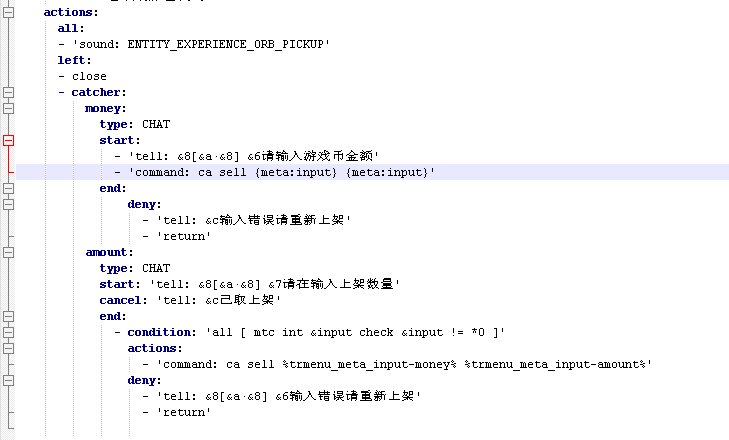 actions:
all:
- 'sound: ENTITY_EXPERIENCE_ORB_PICKUP'
left:
- close
- catcher:
money:
type: CHAT
start:
- 'tell: &8[&a·&8] &6请输入游戏币金额'
- 'command: ca sell {meta:input} {meta:input}'
end:
deny:
- 'tell: &c输入错误请重新上架'
- 'return'
amount:
type: CHAT
start: 'tell: &8[&a·&8] &7请在输入上架数量'
cancel: 'tell: &c已取上架'
end:
- condition: 'all [ mtc int &input check &input != *0 ]'
actions:
- 'command: ca sell %trmenu_meta_input-money% %trmenu_meta_input-amount%'
deny:
- 'tell: &8[&a·&8] &6输入错误请重新上架'
- 'return'